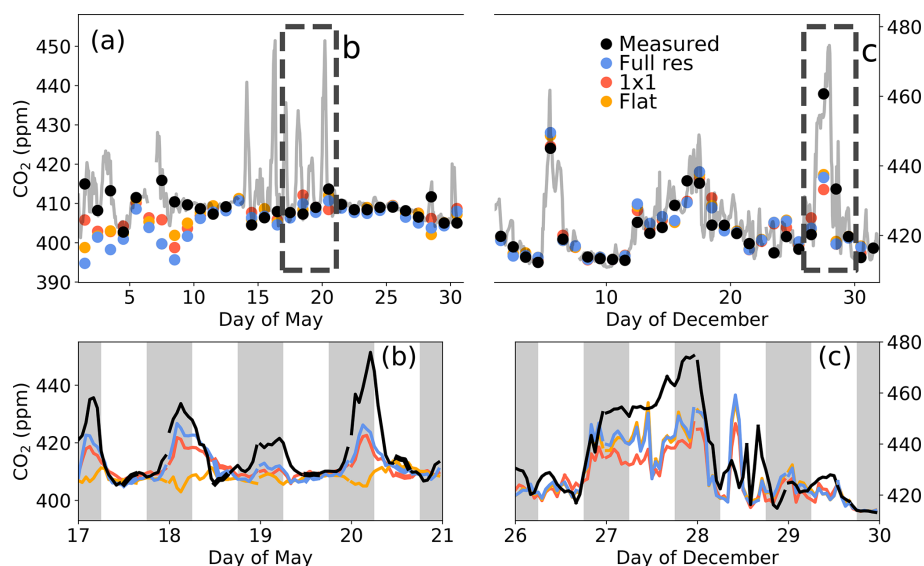 (a)
b
c
Measured
Full res
1x1
Flat
CO2 (ppm)
450
440
430
420
410
400
390
480
460
440
420
5 10 15 20 25 30
10 20 30
Day of May
Day of December
(b)
(c)
CO2 (ppm)
440
420
400
480
460
440
420
17 18 19 20 21
26 27 28 29 30
Day of May
Day of December